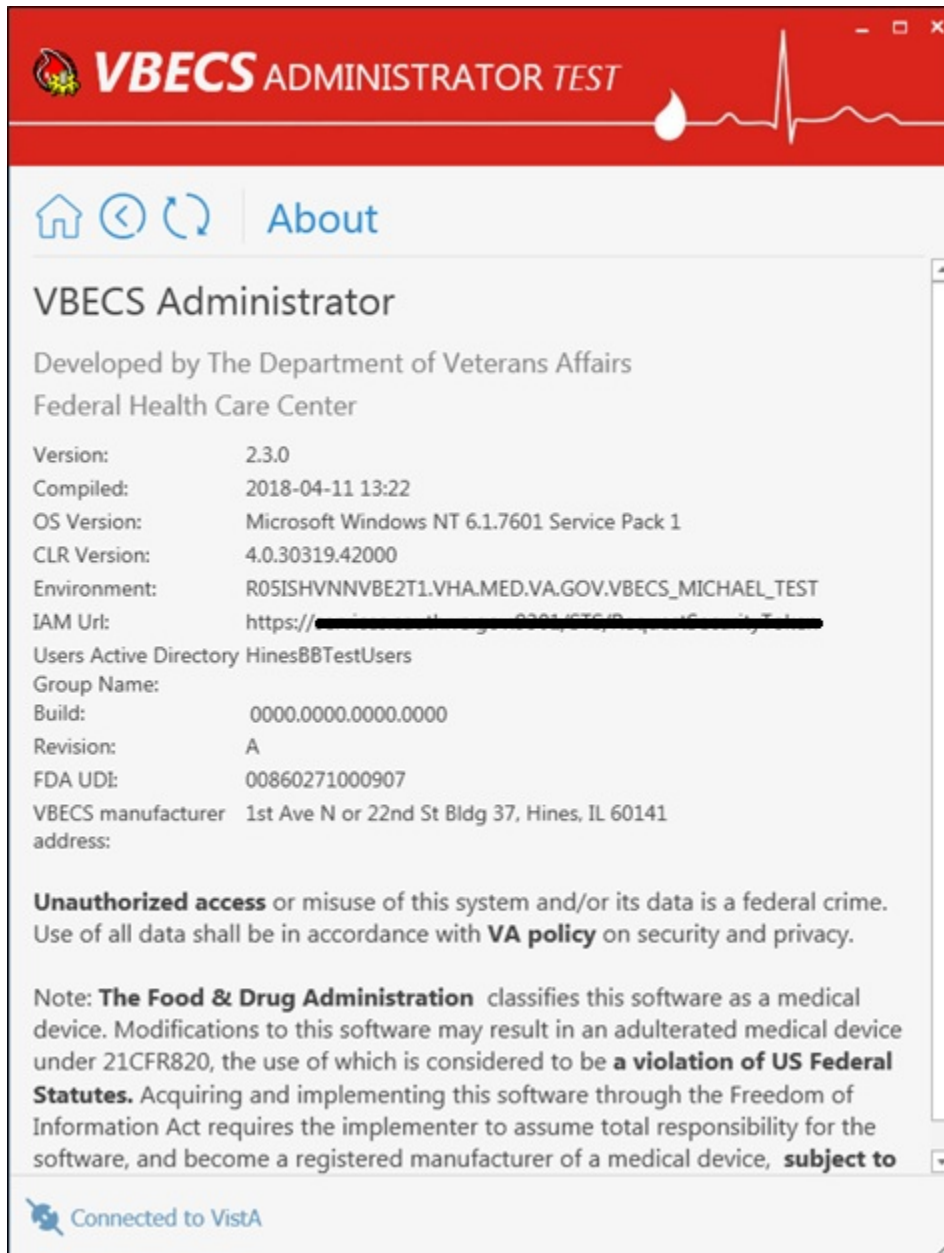 VBECS ADMINISTRATOR TEST
About
VBECS Administrator
Developed by The Department of Veterans Affairs
Federal Health Care Center
Version: 2.3.0
Compiled: 2018-04-11 13:22
OS Version: Microsoft Windows NT 6.1.7601 Service Pack 1
CLR Version: 4.0.30319.42000
Environment: R05ISHVNNVBE2T1.VHA.MED.VA.GOV.VBECS_MICHAEL_TEST
IAM Url: https://
Users Active Directory HinesBBTestUsers
Group Name:
Build: 0000.0000.0000.0000
Revision: A
FDA UDI: 00860271000907
VBECS manufacturer 1st Ave N or 22nd St Bldg 37, Hines, IL 60141
address:
Unauthorized access or misuse of this system and/or its data is a federal crime.
Use of all data shall be in accordance with VA policy on security and privacy.
Note: The Food & Drug Administration classifies this software as a medical
device. Modifications to this software may result in an adulterated medical device
under 21CFR820, the use of which is considered to be a violation of US Federal
Statutes. Acquiring and implementing this software through the Freedom of
Information Act requires the implementer to assume total responsibility for the
software, and become a registered manufacturer of a medical device, subject to
Connected to VistA